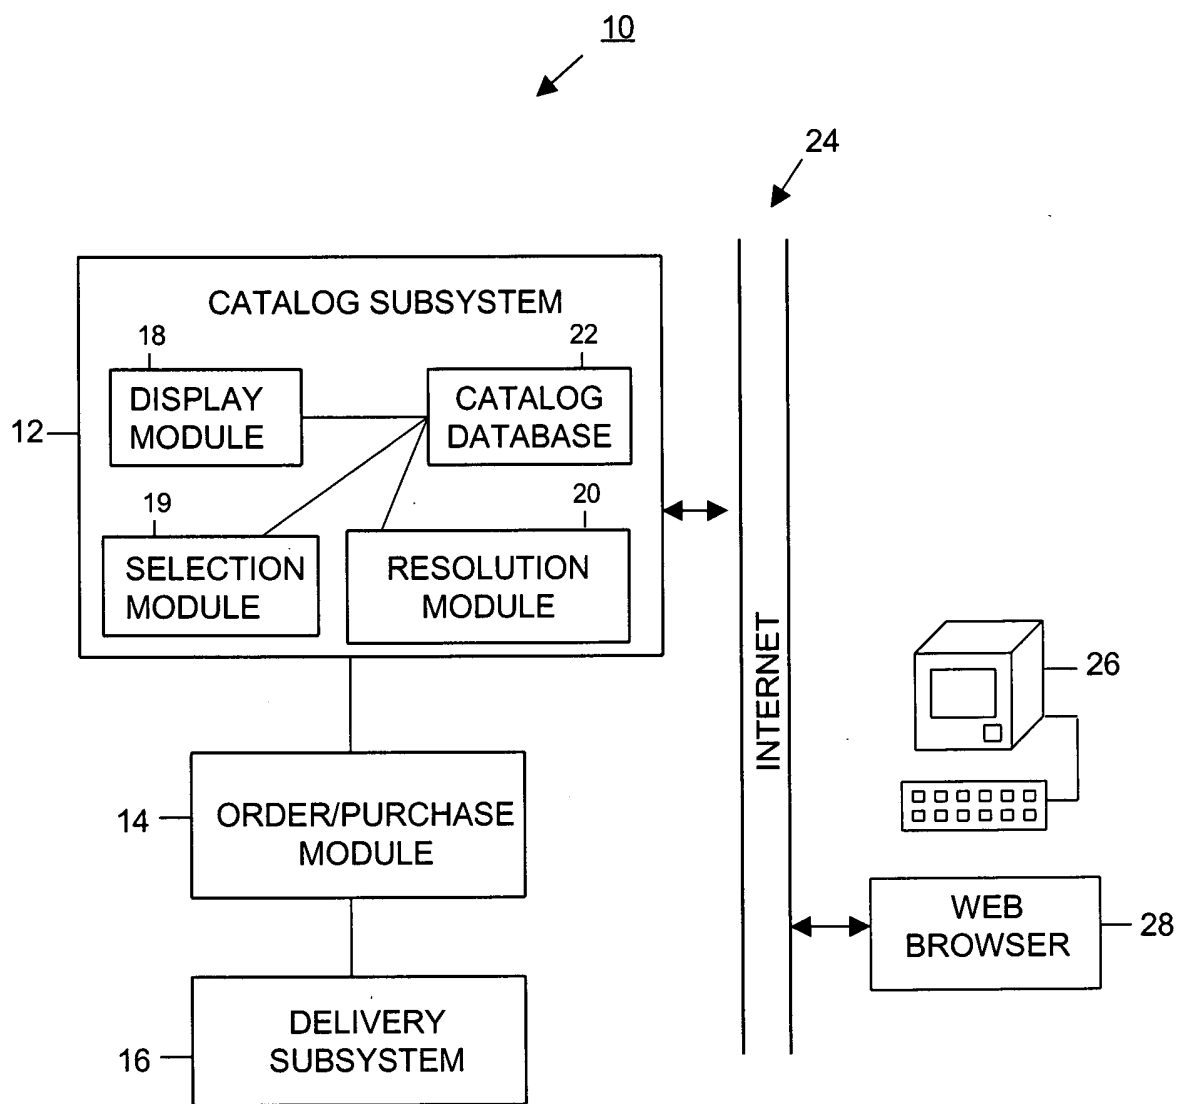 10
24
CATALOG SUBSYSTEM
18
22
DISPLAY
MODULE
CATALOG
DATABASE
12
19
20
SELECTION
MODULE
RESOLUTION
MODULE
INTERNET
26
14
ORDER/PURCHASE
MODULE
WEB
BROWSER
28
DELIVERY
SUBSYSTEM
16